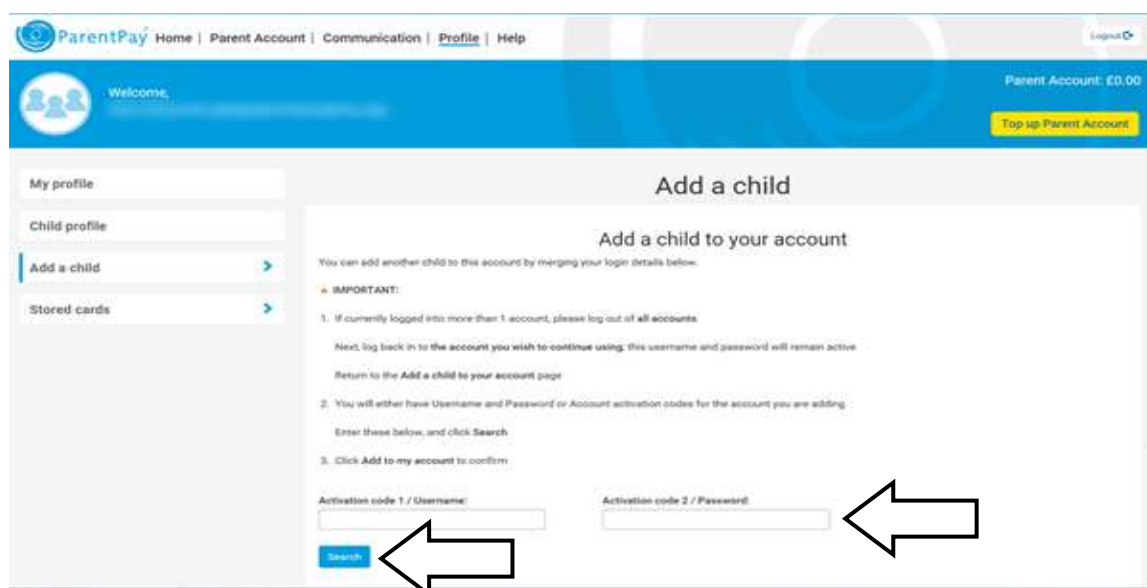 ParentPay Home | Parent Account | Communication | Profile | Help
Logout
Welcome,
Parent Account: £0.00
Top up Parent Account
My profile
Child profile
Add a child
Stored cards
Add a child
Add a child to your account
You can add another child to this account by merging your login details below.
IMPORTANT:
1. If currently logged into more than 1 account, please log out of all accounts
Next, log back in to the account you wish to continue using; this username and password will remain active
Return to the Add a child to your account page
2. You will either have Username and Password or Account activation codes for the account you are adding
Enter these below, and click Search
3. Click Add to my account to confirm
Activation code 1 / Username:
Activation code 2 / Password:
Search